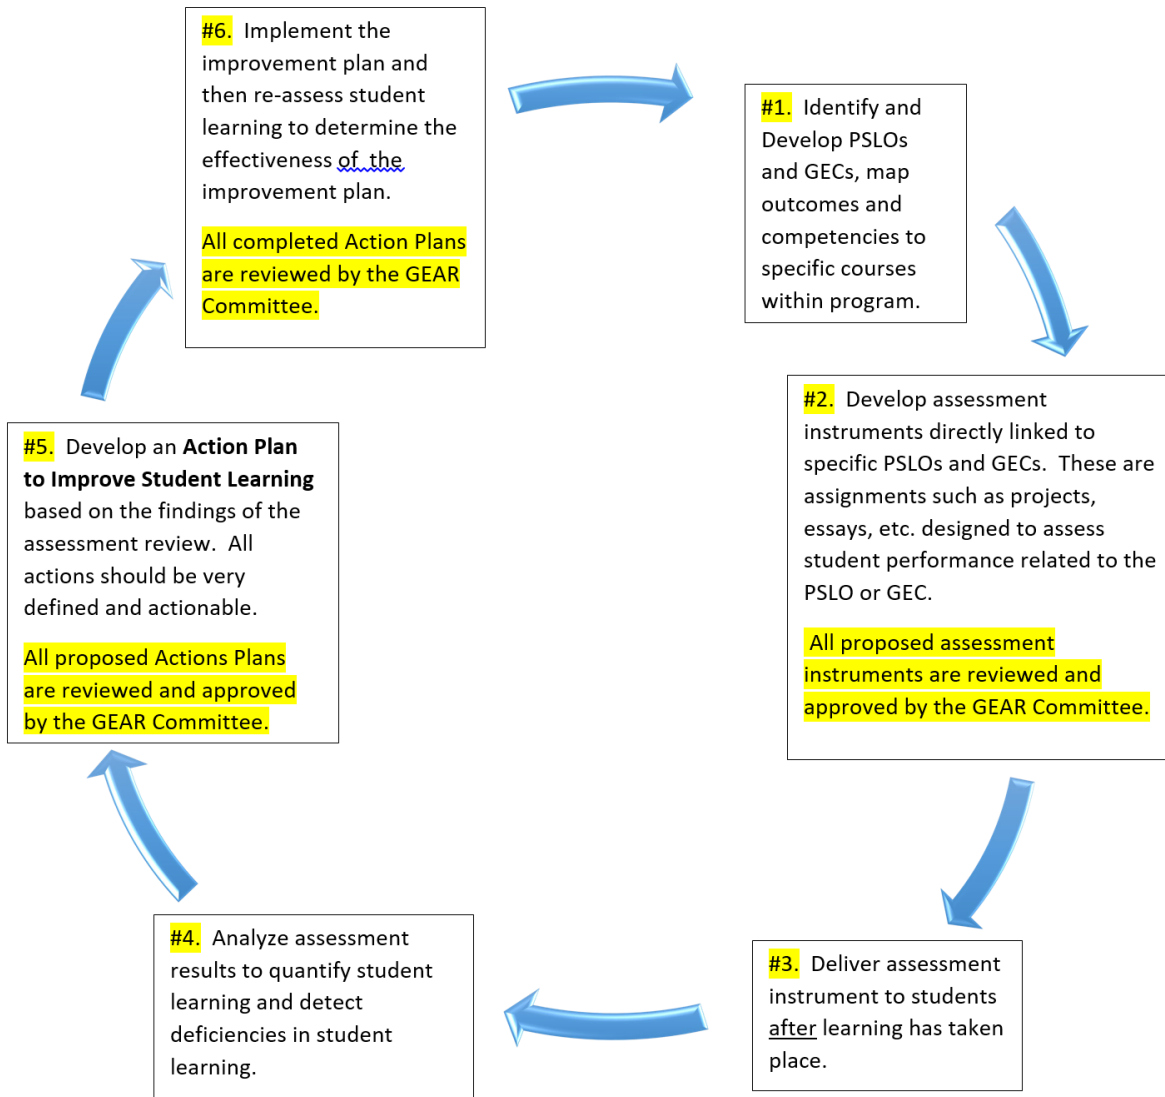 #1. Identify and
Develop PSLOs
and GECs, map
outcomes and
competencies to
specific courses
within program.
#2. Develop assessment
instruments directly linked to
specific PSLOs and GECs. These are
assignments such as projects,
essays, etc. designed to assess
student performance related to the
PSLO or GEC.
All proposed assessment
instruments are reviewed and
approved by the GEAR Committee.
#3. Deliver assessment
instrument to students
after learning has taken
place.
#4. Analyze assessment
results to quantify student
learning and detect
deficiencies in student
learning.
#5. Develop an Action Plan
to Improve Student Learning
based on the findings of the
assessment review. All
actions should be very
defined and actionable.
All proposed Actions Plans
are reviewed and approved
by the GEAR Committee.
#6. Implement the
improvement plan and
then re-assess student
learning to determine the
effectiveness of the
improvement plan.
All completed Action Plans
are reviewed by the GEAR
Committee.